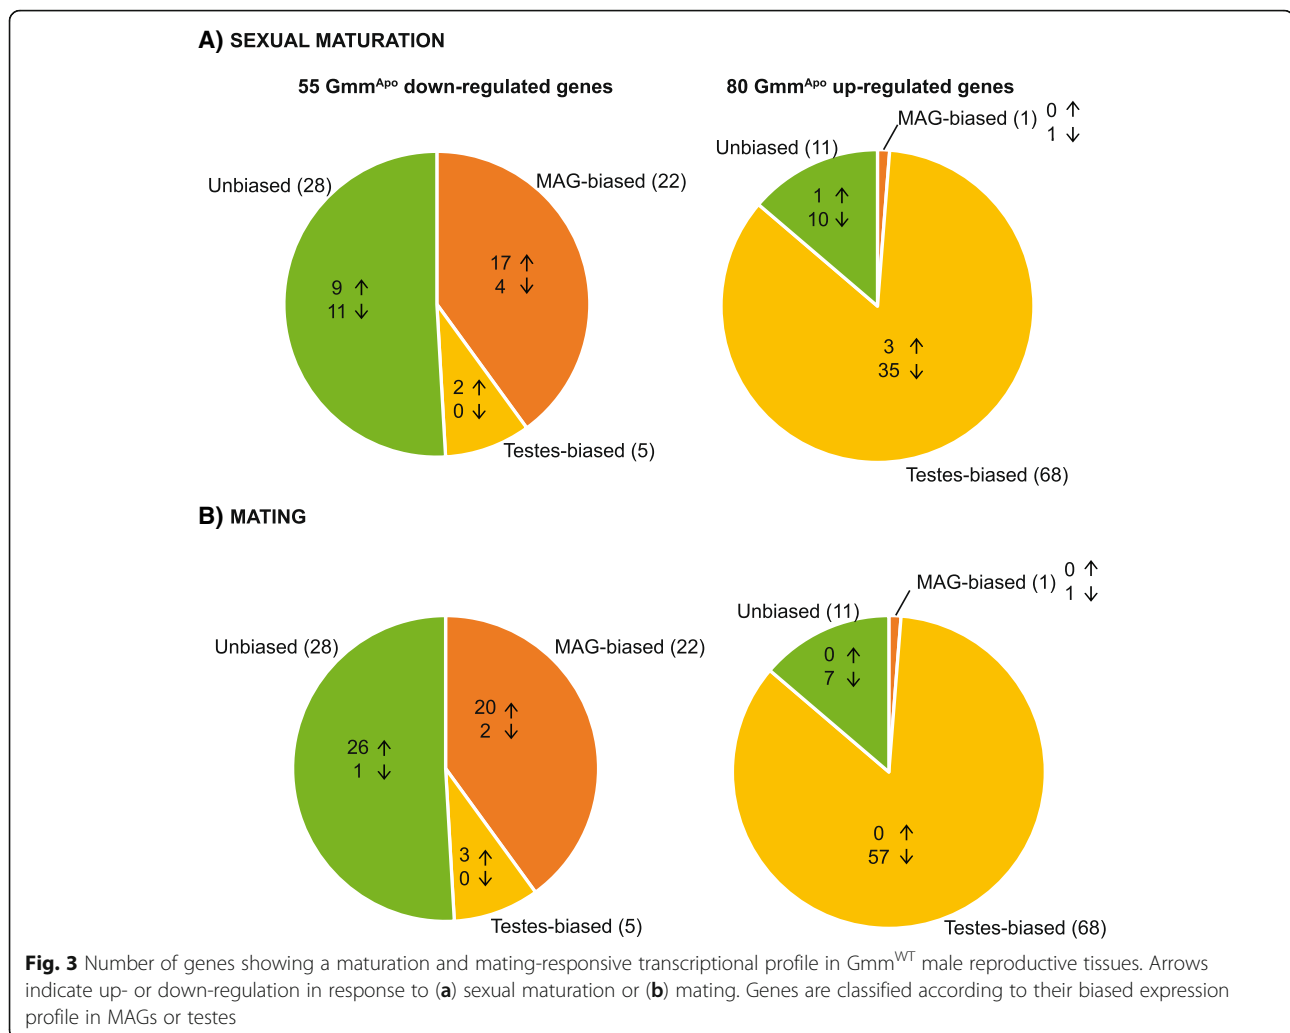 A) SEXUAL MATURATION
55 Gmm^Apo down-regulated genes
80 Gmm^Apo up-regulated genes
MAG-biased (1) 0 ↑
1 ↓
Unbiased (28)
MAG-biased (22)
9 ↑
11 ↓
17 ↑
4 ↓
2 ↑
0 ↓
Testes-biased (5)
Unbiased (11)
1 ↑
10 ↓
3 ↑
35 ↓
Testes-biased (68)
B) MATING
Unbiased (28)
MAG-biased (22)
26 ↑
1 ↓
20 ↑
2 ↓
3 ↑
0 ↓
Testes-biased (5)
MAG-biased (1) 0 ↑
1 ↓
Unbiased (11)
0 ↑
7 ↓
0 ↑
57 ↓
Testes-biased (68)
Fig. 3 Number of genes showing a maturation and mating-responsive transcriptional profile in Gmm^WT male reproductive tissues. Arrows
indicate up- or down-regulation in response to (a) sexual maturation or (b) mating. Genes are classified according to their biased expression
profile in MAGs or testes